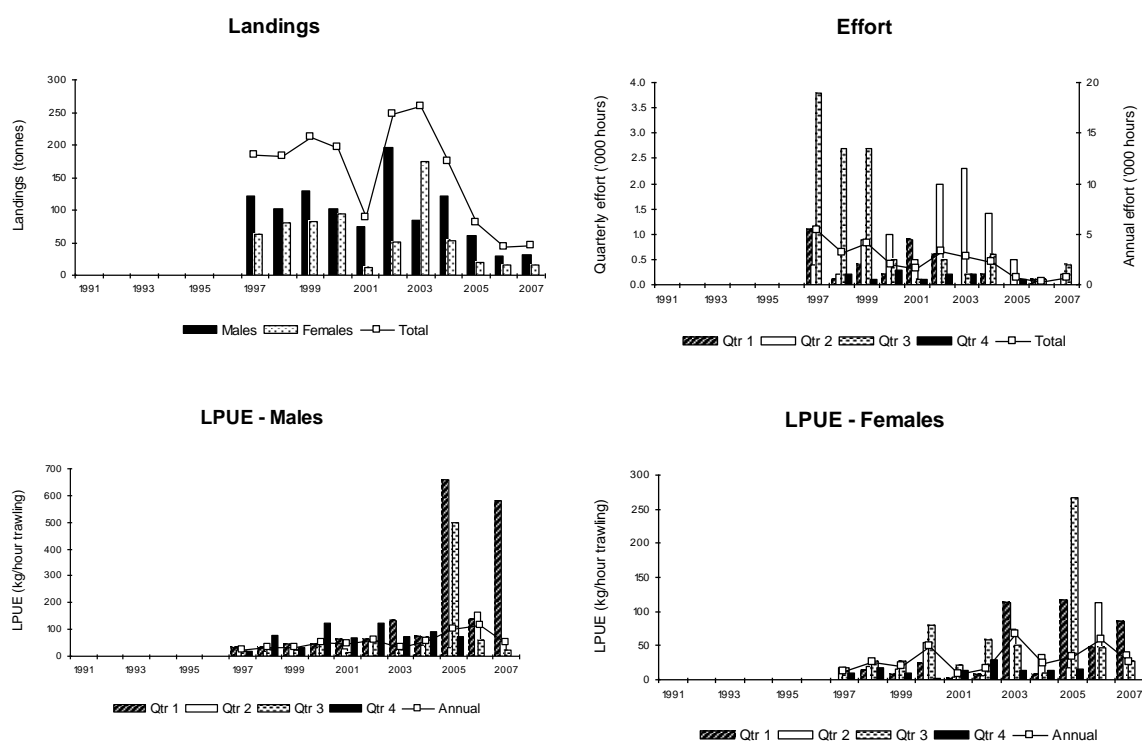 Landings
Landings (tonnes)
300
250
200
150
100
50
0
1991 1993 1995 1997 1999 2001 2003 2005 2007
Males Females Total
Effort
Quarterly effort ('000 hours)
4.0
3.5
3.0
2.5
2.0
1.5
1.0
0.5
0.0
20
15
10
5
0
Annual effort ('000 hours)
1991 1993 1995 1997 1999 2001 2003 2005 2007
Qtr 1 Qtr 2 Qtr 3 Qtr 4 Total
LPUE - Males
LPUE (kg/hour trawling)
700
600
500
400
300
200
100
0
1991 1993 1995 1997 1999 2001 2003 2005 2007
Qtr 1 Qtr 2 Qtr 3 Qtr 4 Annual
LPUE - Females
LPUE (kg/hour trawling)
300
250
200
150
100
50
0
1991 1993 1995 1997 1999 2001 2003 2005 2007
Qtr 1 Qtr 2 Qtr 3 Qtr 4 Annual